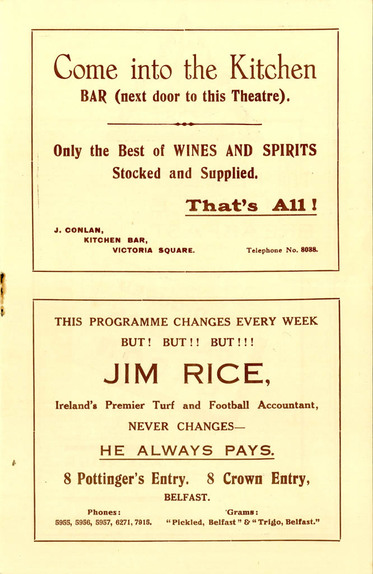 Come into the Kitchen
BAR (next door to this Theatre).
Only the Best of WINES AND SPIRITS
Stocked and Supplied.
That's All!
J. CONLAN,
KITCHEN BAR,
VICTORIA SQUARE.
Telephone No. 8038.
THIS PROGRAMME CHANGES EVERY WEEK
BUT! BUT!! BUT!!!
JIM RICE,
Ireland's Premier Turf and Football Accountant,
NEVER CHANGES—
HE ALWAYS PAYS.
8 Pottinger's Entry. 8 Crown Entry,
BELFAST.
Phones: 'Grams:
5955, 5956, 5957, 6271, 7915. "Pickled, Belfast" & "Trigo, Belfast."